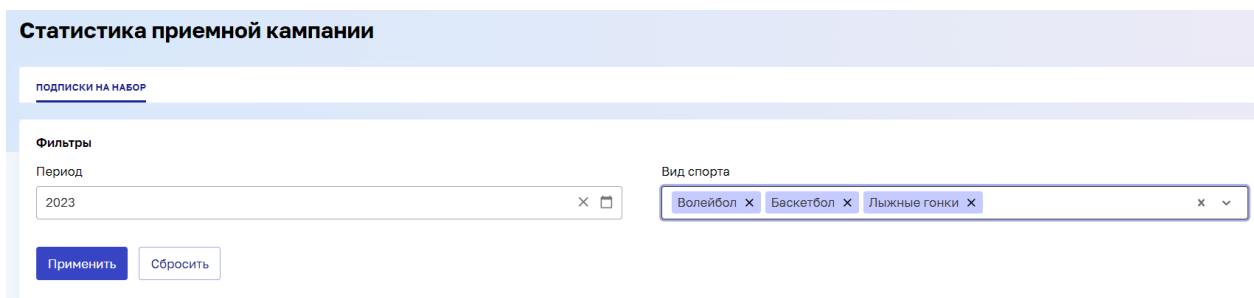 Статистика приемной кампании
ПОДПИСКИ НА НАБОР
Фильтры
Период
Вид спорта
2023
Волейбол Баскетбол Лыжные гонки
Применить Сбросить